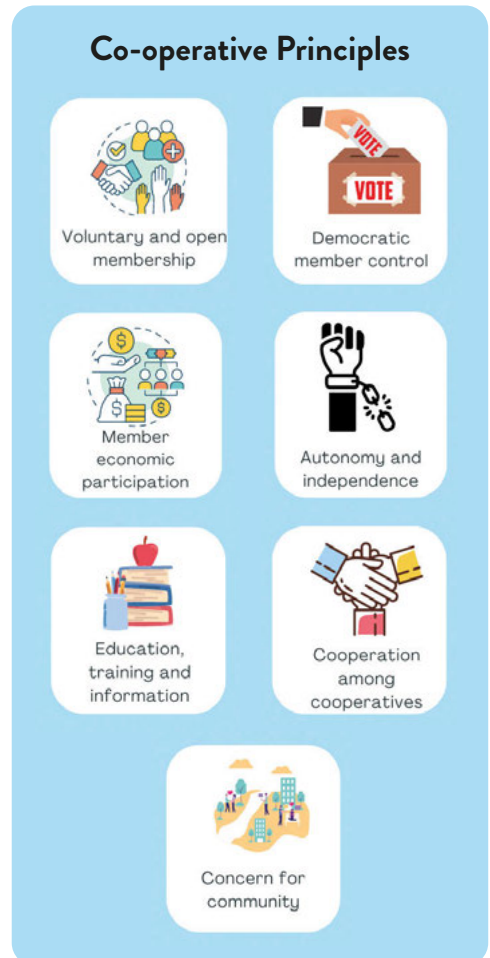 Co-operative Principles
Voluntary and open
membership
VOTE
VOTE
Democratic
member control
$
$
$
Member
economic
participation
Autonomy and
independence
Education,
training and
information
Cooperation
among
cooperatives
Concern for
community